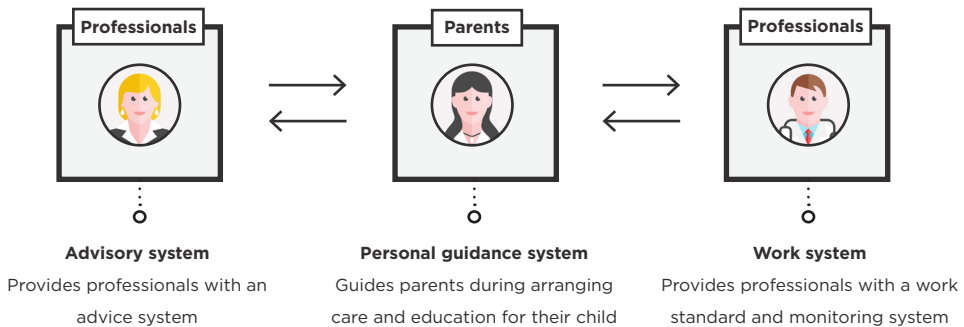 Professionals
Parents
Professionals
Advisory system
Provides professionals with an
advice system
Personal guidance system
Guides parents during arranging
care and education for their child
Work system
Provides professionals with a work
standard and monitoring system